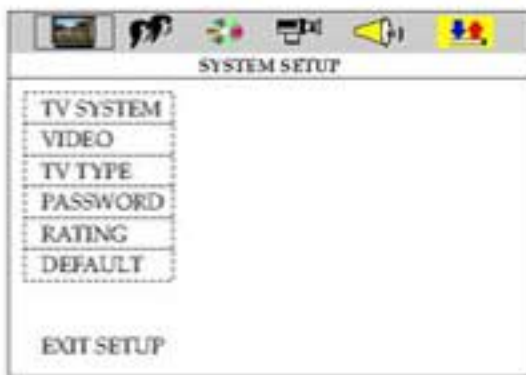 SYSTEM SETUP
TV SYSTEM
VIDEO
TV TYPE
PASSWORD
RATING
DEFAULT
EXIT SETUP